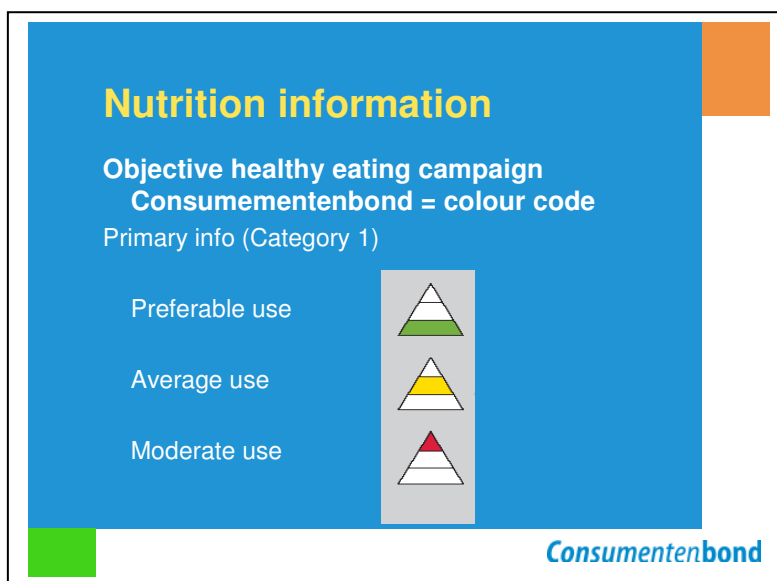 Nutrition information
Objective healthy eating campaign
Consumementenbond = colour code
Primary info (Category 1)
Preferable use
Average use
Moderate use
Consumentenbond